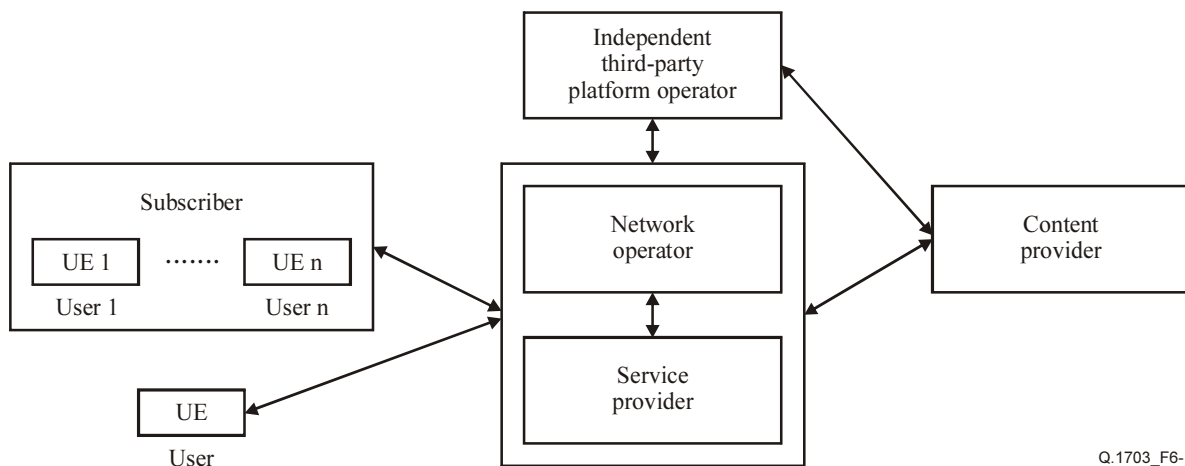 Independent
third-party
platform operator
Subscriber
UE 1
.......
UE n
User 1
User n
Network
operator
Content
provider
Service
provider
UE
User
Q.1703_F6-